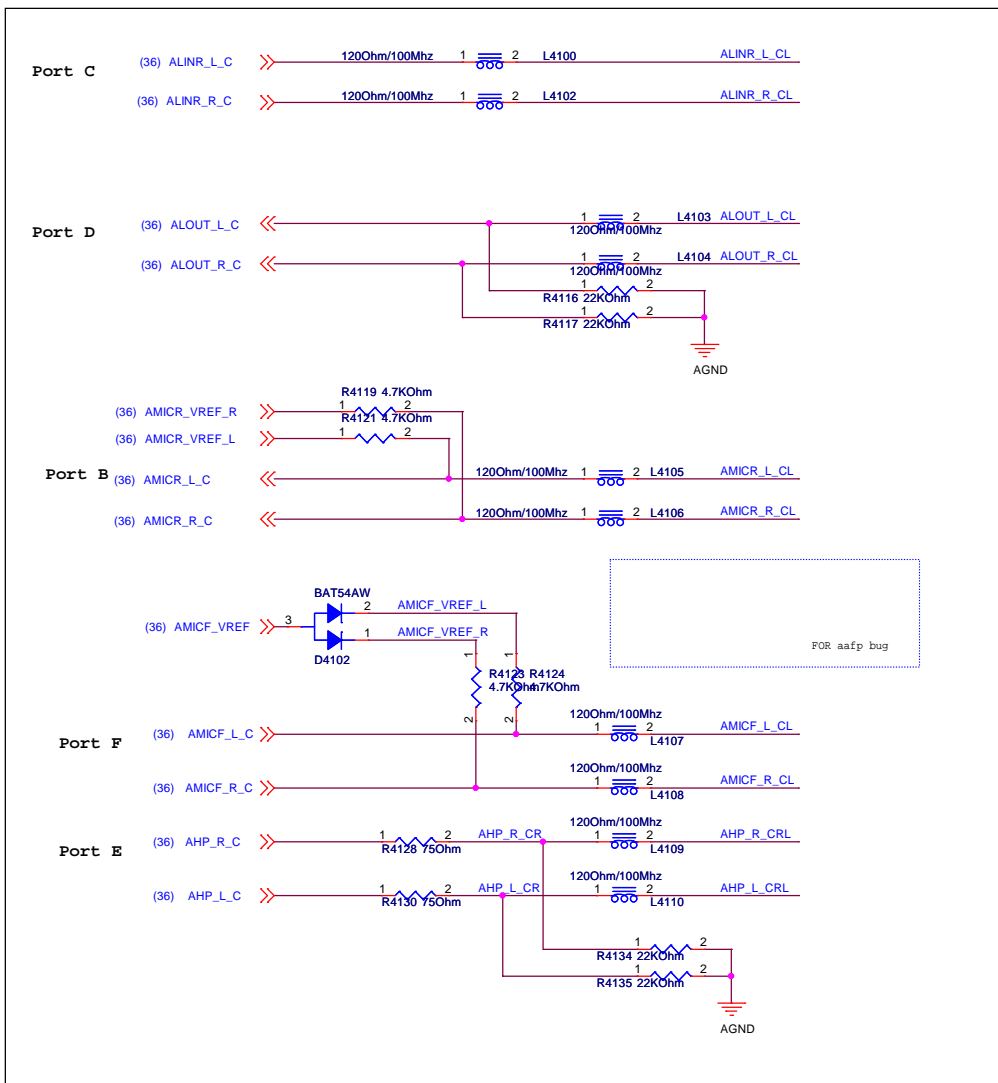 Port C
(36) ALINR_L_C 120Ohm/100Mhz 1 2 L4100 ALINR_L_CL
(36) ALINR_R_C 120Ohm/100Mhz 1 2 L4102 ALINR_R_CL
Port D
(36) ALOUT_L_C 1 2 L4103 ALOUT_L_CL
120Ohm/100Mhz
(36) ALOUT_R_C 1 2 L4104 ALOUT_R_CL
120Ohm/100Mhz
1 2
R4116 22KOhm
1 2
R4117 22KOhm
AGND
R4119 4.7KOhm
(36) AMICR_VREF_R 1 2
R4121 4.7KOhm
(36) AMICR_VREF_L 1 2
Port B
(36) AMICR_L_C 120Ohm/100Mhz 1 2 L4105 AMICR_L_CL
(36) AMICR_R_C 120Ohm/100Mhz 1 2 L4106 AMICR_R_CL
BAT54AW
2 AMICF_VREF_L
(36) AMICF_VREF 3
1 AMICF_VREF_R
D4102
FOR aafp bug
1 1
R4123 R4124
4.7KOhm 4.7KOhm
2 2
Port F
120Ohm/100Mhz
(36) AMICF_L_C 1 2 AMICF_L_CL
L4107
120Ohm/100Mhz
(36) AMICF_R_C 1 2 AMICF_R_CL
L4108
Port E
120Ohm/100Mhz
(36) AHP_R_C 1 2 AHP_R_CR 1 2 AHP_R_CRL
R4128 75Ohm L4109
120Ohm/100Mhz
(36) AHP_L_C 1 2 AHP_L_CR 1 2 AHP_L_CRL
R4130 75Ohm L4110
1 2
R4134 22KOhm
1 2
R4135 22KOhm
AGND